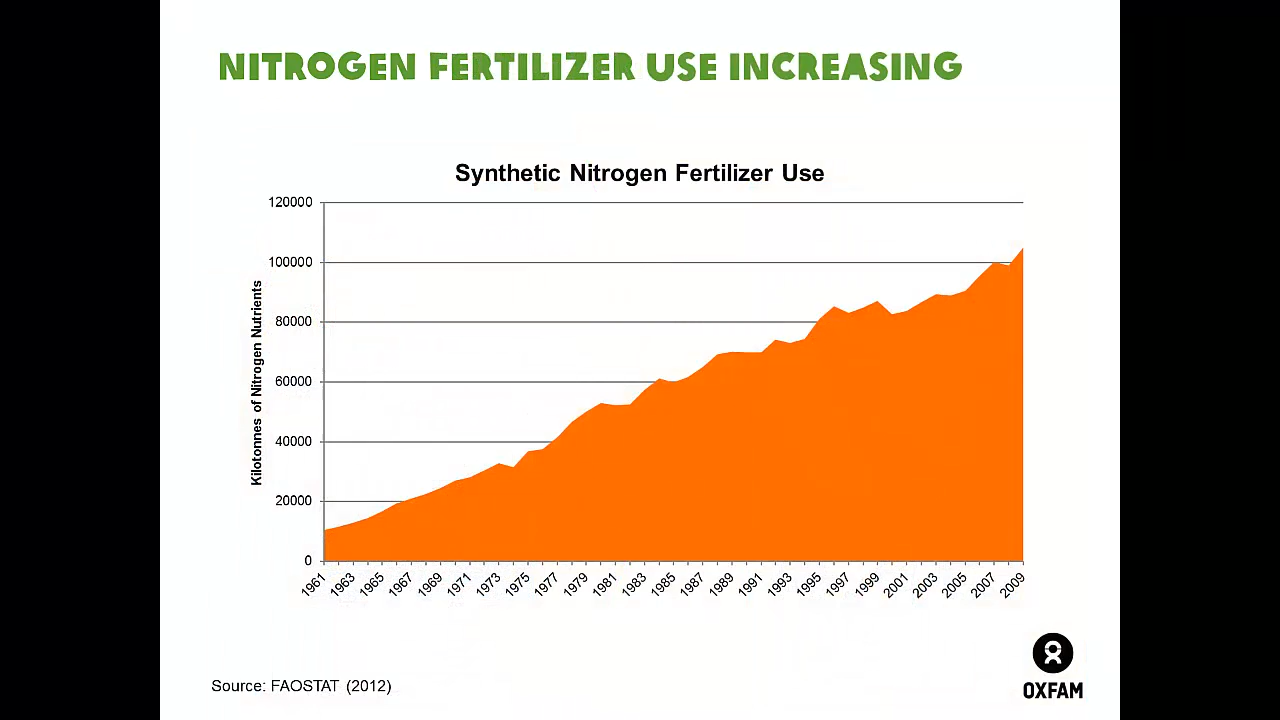 NITROGEN FERTILIZER USE INCREASING
Synthetic Nitrogen Fertilizer Use
Kilotonnes of Nitrogen Nutrients
120000
100000
80000
60000
40000
20000
0
1961 1963 1965 1967 1969 1971 1973 1975 1977 1979 1981 1983 1985 1987 1989 1991 1993 1995 1997 1999 2001 2003 2005 2007 2009
Source: FAOSTAT (2012)
OXFAM